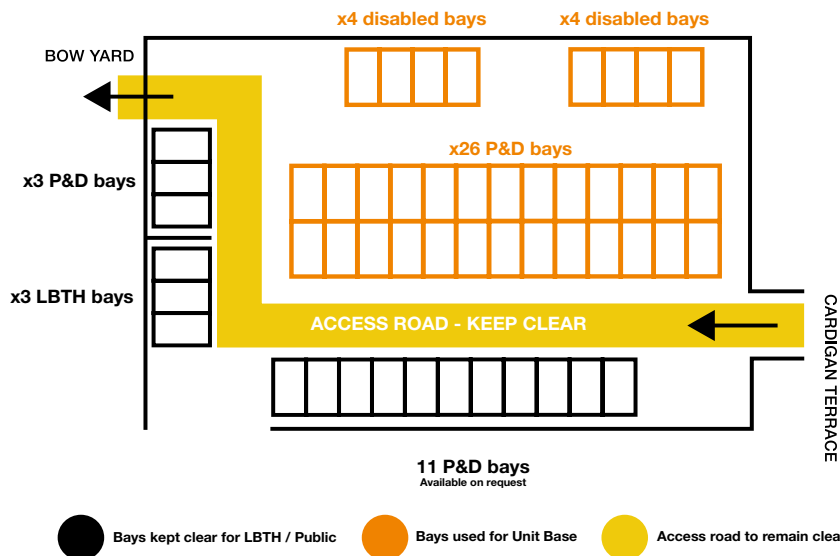 x4 disabled bays
x4 disabled bays
BOW YARD
x26 P&D bays
x3 P&D bays
x3 LBTH bays
ACCESS ROAD - KEEP CLEAR
CARDIGAN TERRACE
11 P&D bays
Available on request
Bays kept clear for LBTH / Public
Bays used for Unit Base
Access road to remain clea